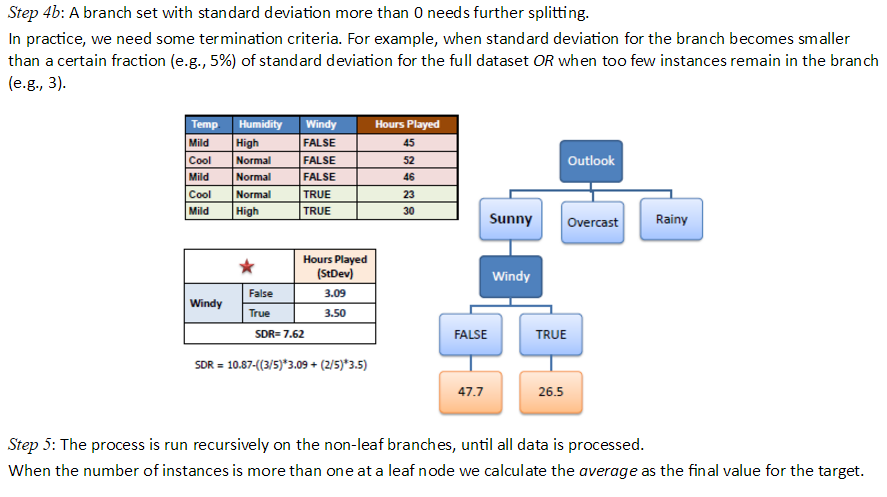 Step 4b: A branch set with standard deviation more than 0 needs further splitting.
In practice, we need some termination criteria. For example, when standard deviation for the branch becomes smaller
than a certain fraction (e.g., 5%) of standard deviation for the full dataset OR when too few instances remain in the branch
(e.g., 3).
Temp Humidity Windy Hours Played
Mild High FALSE 45
Cool Normal FALSE 52
Mild Normal FALSE 46
Cool Normal TRUE 23
Mild High TRUE 30
Outlook
Sunny Overcast Rainy
Windy
FALSE TRUE
47.7 26.5
Hours Played
(StDev)
Windy
False 3.09
True 3.50
SDR= 7.62
SDR = 10.87-((3/5)*3.09 + (2/5)*3.5)
Step 5: The process is run recursively on the non-leaf branches, until all data is processed.
When the number of instances is more than one at a leaf node we calculate the average as the final value for the target.